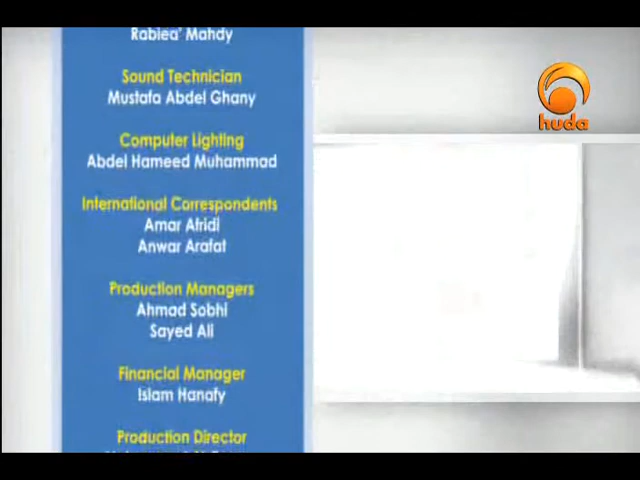 Rabiea' Mahdy
Sound Technician
Mustafa Abdel Ghany
Computer Lighting
Abdel Hameed Muhammad
International Correspondents
Amar Afridi
Anwar Arafat
Production Managers
Ahmad Sobhi
Sayed Ali
Financial Manager
Islam Hanafy
Production Director
huda